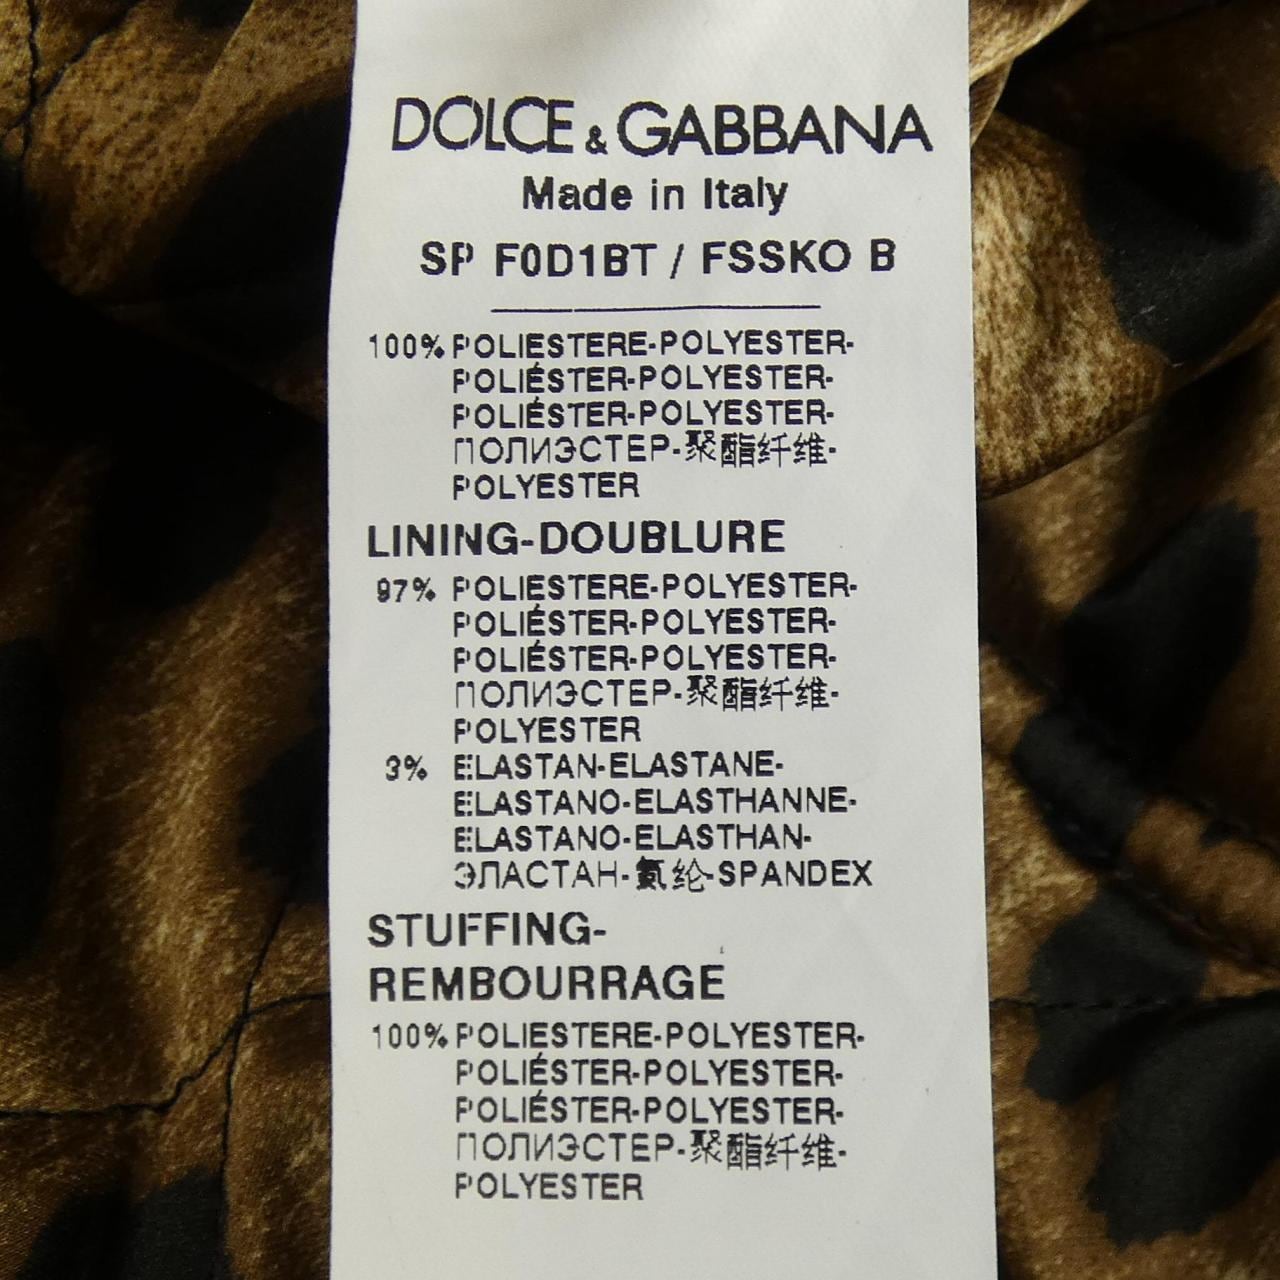 DOLCE & GABBANA
Made in Italy
SP F0D1BT / FSSKO B
100% POLIESTERE-POLYESTER-
POLIÉSTER-POLYESTER-
POLIÉSTER-POLYESTER-
ПОЛИЭСТЕР-聚酯纤维-
POLYESTER
LINING-DOUBLURE
97% POLIESTERE-POLYESTER-
POLIÉSTER-POLYESTER-
POLIÉSTER-POLYESTER-
ПОЛИЭСТЕР-聚酯纤维-
POLYESTER
3% ELASTAN-ELASTANE-
ELASTANO-ELASTHANNE-
ELASTANO-ELASTHAN-
ЭЛАСТАН-氨纶-SPANDEX
STUFFING-
REMBOURRAGE
100% POLIESTERE-POLYESTER-
POLIÉSTER-POLYESTER-
POLIÉSTER-POLYESTER-
ПОЛИЭСТЕР-聚酯纤维-
POLYESTER